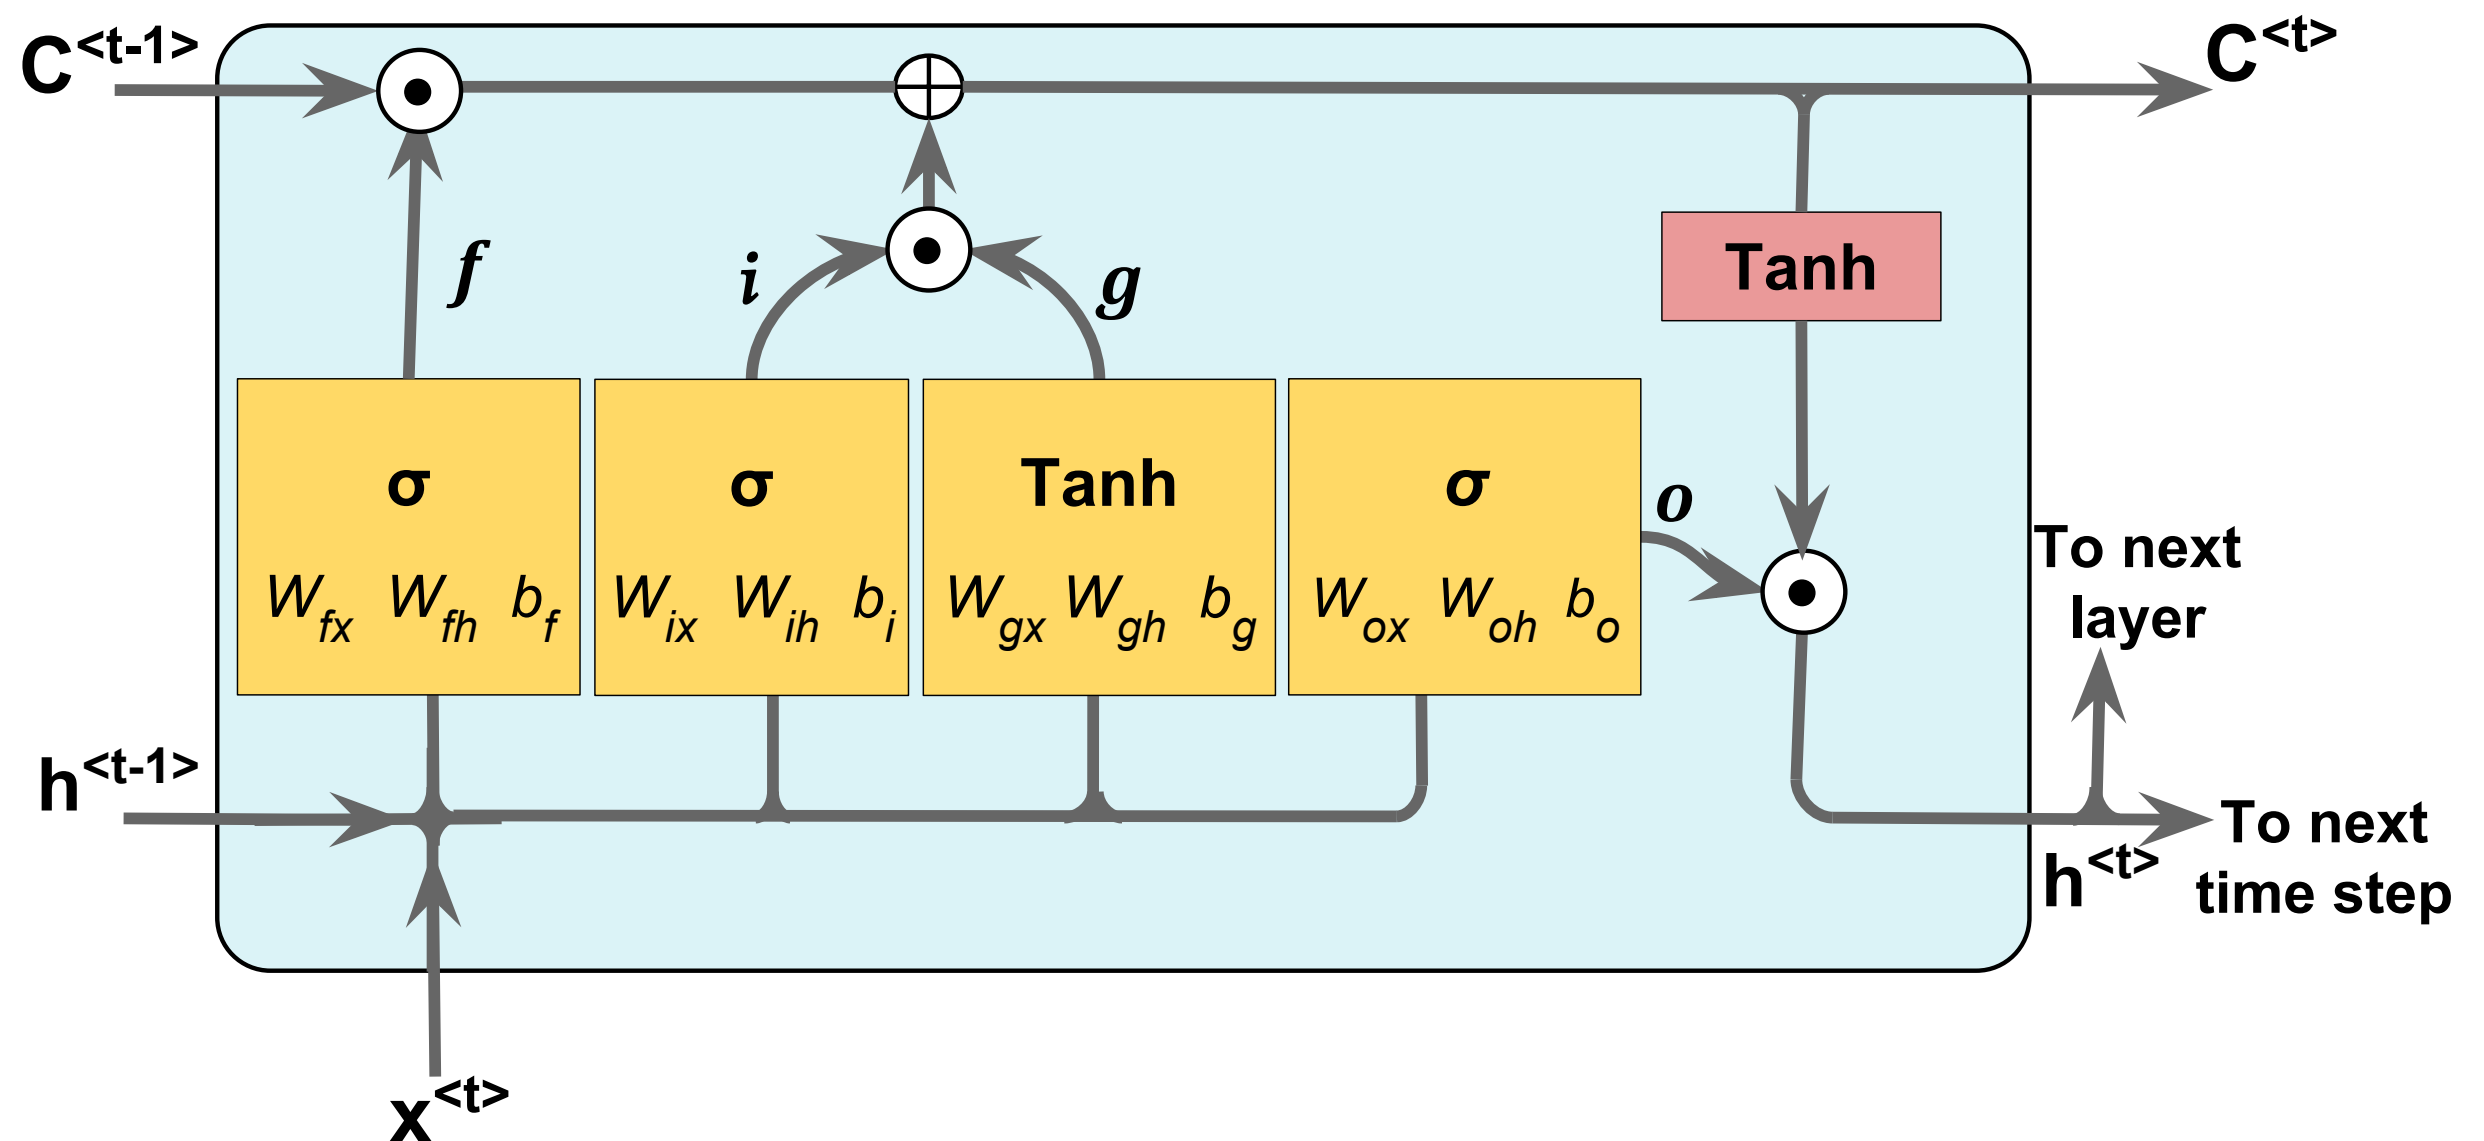 C<t-1>
C<t>
f
i
g
Tanh
σ
W_fx W_fh b_f
σ
W_ix W_ih b_i
Tanh
W_gx W_gh b_g
σ
W_ox W_oh b_o
o
To next
layer
h<t-1>
h<t>
To next
time step
x<t>